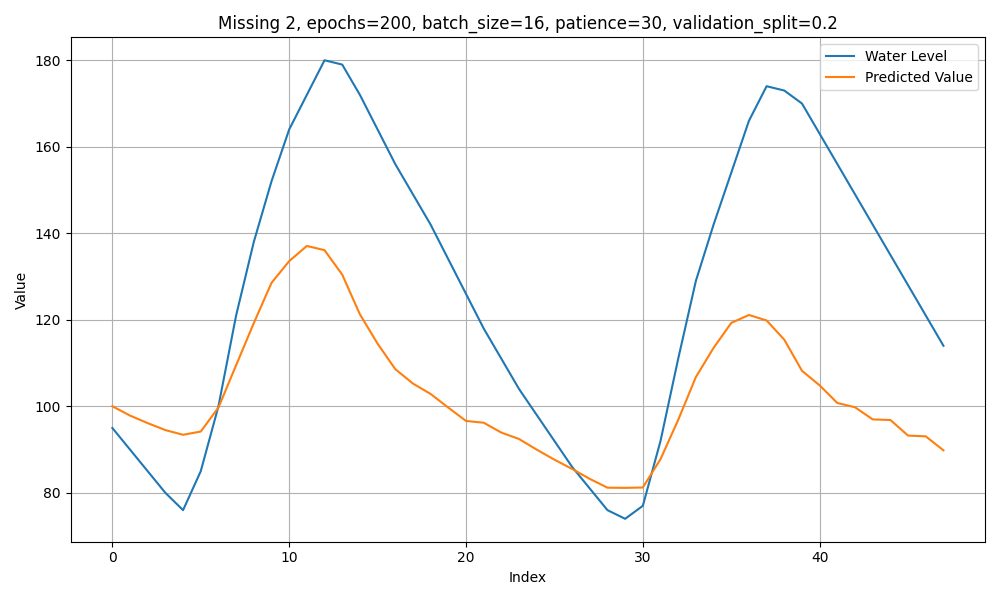 Missing 2, epochs=200, batch_size=16, patience=30, validation_split=0.2
Water Level
Predicted Value
180
160
140
120
100
80
Value
0
10
20
30
40
Index